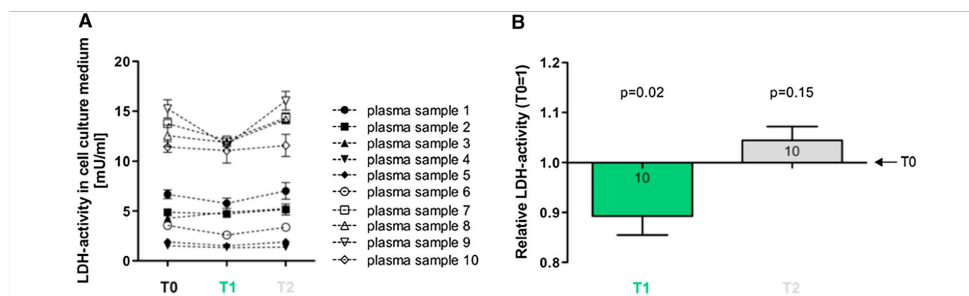 A
LDH-activity in cell culture medium
[mU/ml]
20
15
10
5
0
T0
T1
T2
plasma sample 1
plasma sample 2
plasma sample 3
plasma sample 4
plasma sample 5
plasma sample 6
plasma sample 7
plasma sample 8
plasma sample 9
plasma sample 10
B
Relative LDH-activity (T0=1)
1.2
1.1
1.0
0.9
0.8
p=0.02
p=0.15
10
10
T0
T1
T2